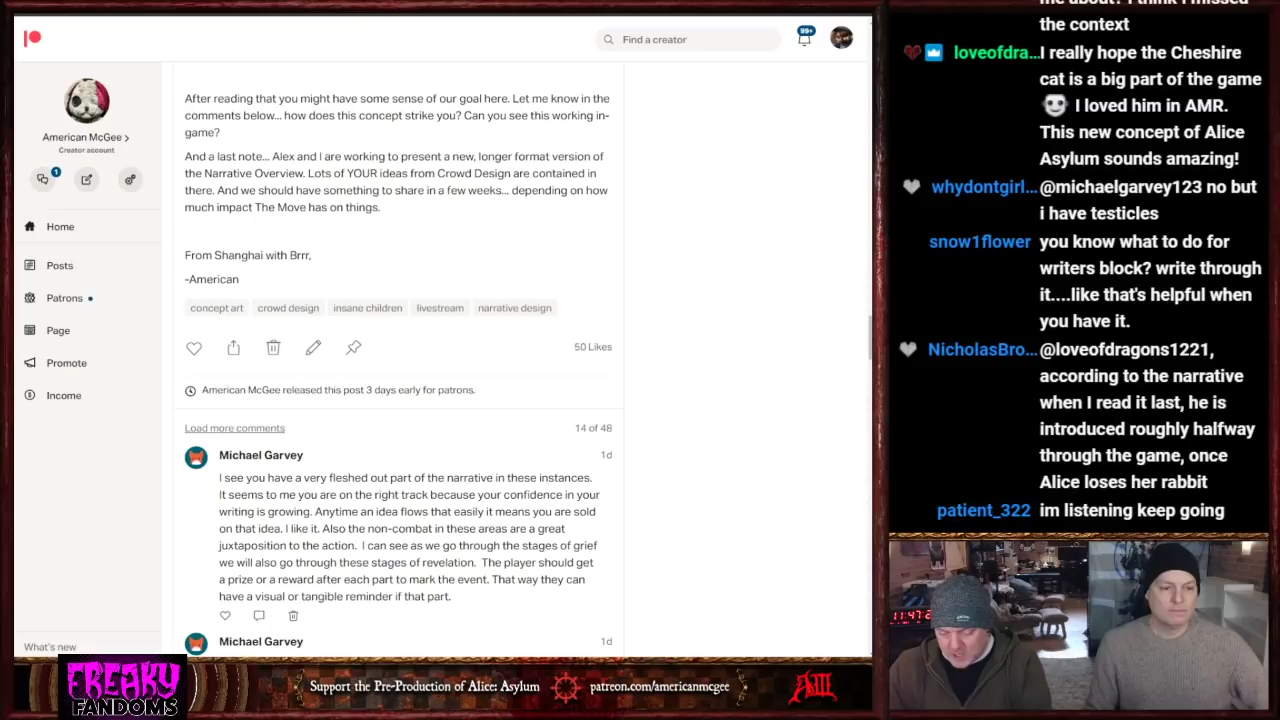 99+
Find a creator
American McGee
Creator account
1
Home
Posts
Patrons
Page
Promote
Income
What's new
After reading that you might have some sense of our goal here. Let me know in the
comments below... how does this concept strike you? Can you see this working in-
game?
And a last note... Alex and I are working to present a new, longer format version of
the Narrative Overview. Lots of YOUR ideas from Crowd Design are contained in
there. And we should have something to share in a few weeks... depending on how
much impact The Move has on things.
From Shanghai with Brrr,
-American
concept art crowd design insane children livestream narrative design
50 Likes
American McGee released this post 3 days early for patrons.
Load more comments 14 of 48
Michael Garvey 1d
I see you have a very fleshed out part of the narrative in these instances.
It seems to me you are on the right track because your confidence in your
writing is growing. Anytime an idea flows that easily it means you are sold
on that idea. I like it. Also the non-combat in these areas are a great
juxtaposition to the action. I can see as we go through the stages of grief
we will also go through these stages of revelation. The player should get
a prize or a reward after each part to mark the event. That way they can
have a visual or tangible reminder if that part.
Michael Garvey 1d
the context
loveofdra... I really hope the Cheshire
cat is a big part of the game
I loved him in AMR.
This new concept of Alice
Asylum sounds amazing!
whydontgirl... @michaelgarvey123 no but
i have testicles
snow1flower you know what to do for
writers block? write through
it....like that's helpful when
you have it.
NicholasBro... @loveofdragons1221,
according to the narrative
when I read it last, he is
introduced roughly halfway
through the game, once
Alice loses her rabbit
patient_322 im listening keep going
FREAKY
FANDOMS
Support the Pre-Production of Alice: Asylum patreon.com/americanmcgee